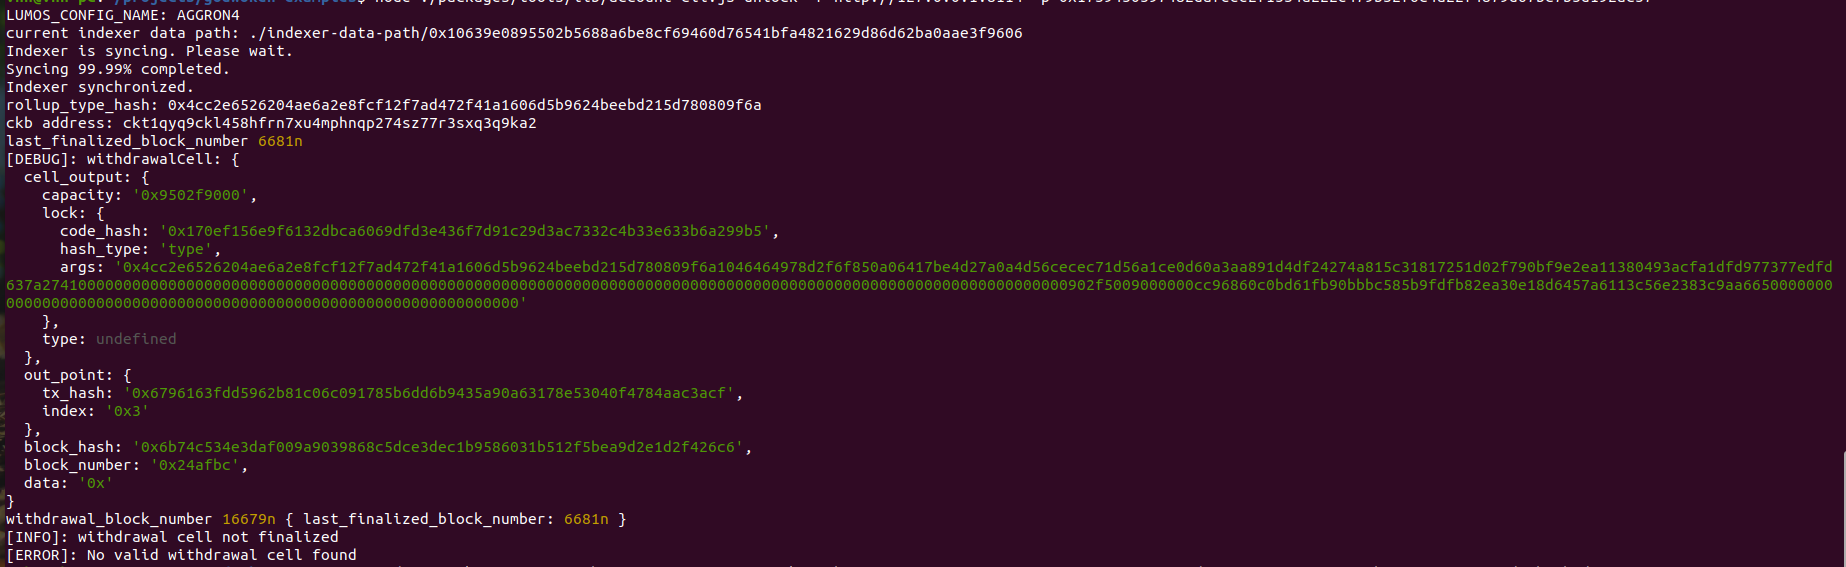 LUMOS_CONFIG_NAME: AGGRON4
current indexer data path: ./indexer-data-path/0x10639e0895502b5688a6be8cf69460d76541bfa4821629d86d62ba0aae3f9606
Indexer is syncing. Please wait.
Syncing 99.99% completed.
Indexer synchronized.
rollup_type_hash: 0x4cc2e6526204ae6a2e8fcf12f7ad472f41a1606d5b9624beebd215d780809f6a
ckb address: ckt1qyq9ckl458hfrn7xu4mphnqp274sz77r3sxq3q9ka2
last_finalized_block_number 6681n
[DEBUG]: withdrawalCell: {
cell_output: {
capacity: '0x9502f9000',
lock: {
code_hash: '0x170ef156e9f6132dbca6069dfd3e436f7d91c29d3ac7332c4b33e633b6a299b5',
hash_type: 'type',
args:
},
type: undefined
},
out_point: {
tx_hash: '0x6796163fdd5962b81c06c091785b6dd6b9435a90a63178e53040f4784aac3acf',
index: '0x3'
},
block_hash: '0x6b74c534e3daf009a9039868c5dce3dec1b9586031b512f5bea9d2e1d2f426c6',
block_number: '0x24afbc',
data: '0x'
}
withdrawal_block_number 16679n { last_finalized_block_number: 6681n }
[INFO]: withdrawal cell not finalized
[ERROR]: No valid withdrawal cell found